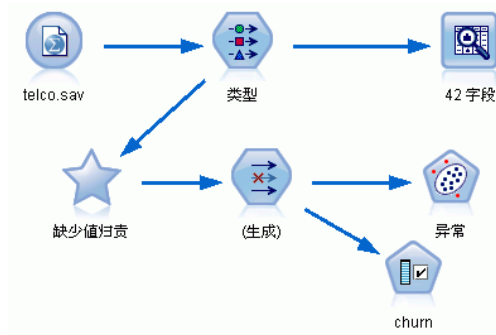 telco.sav
类型
42 字段
缺少值归责
(生成)
异常
churn